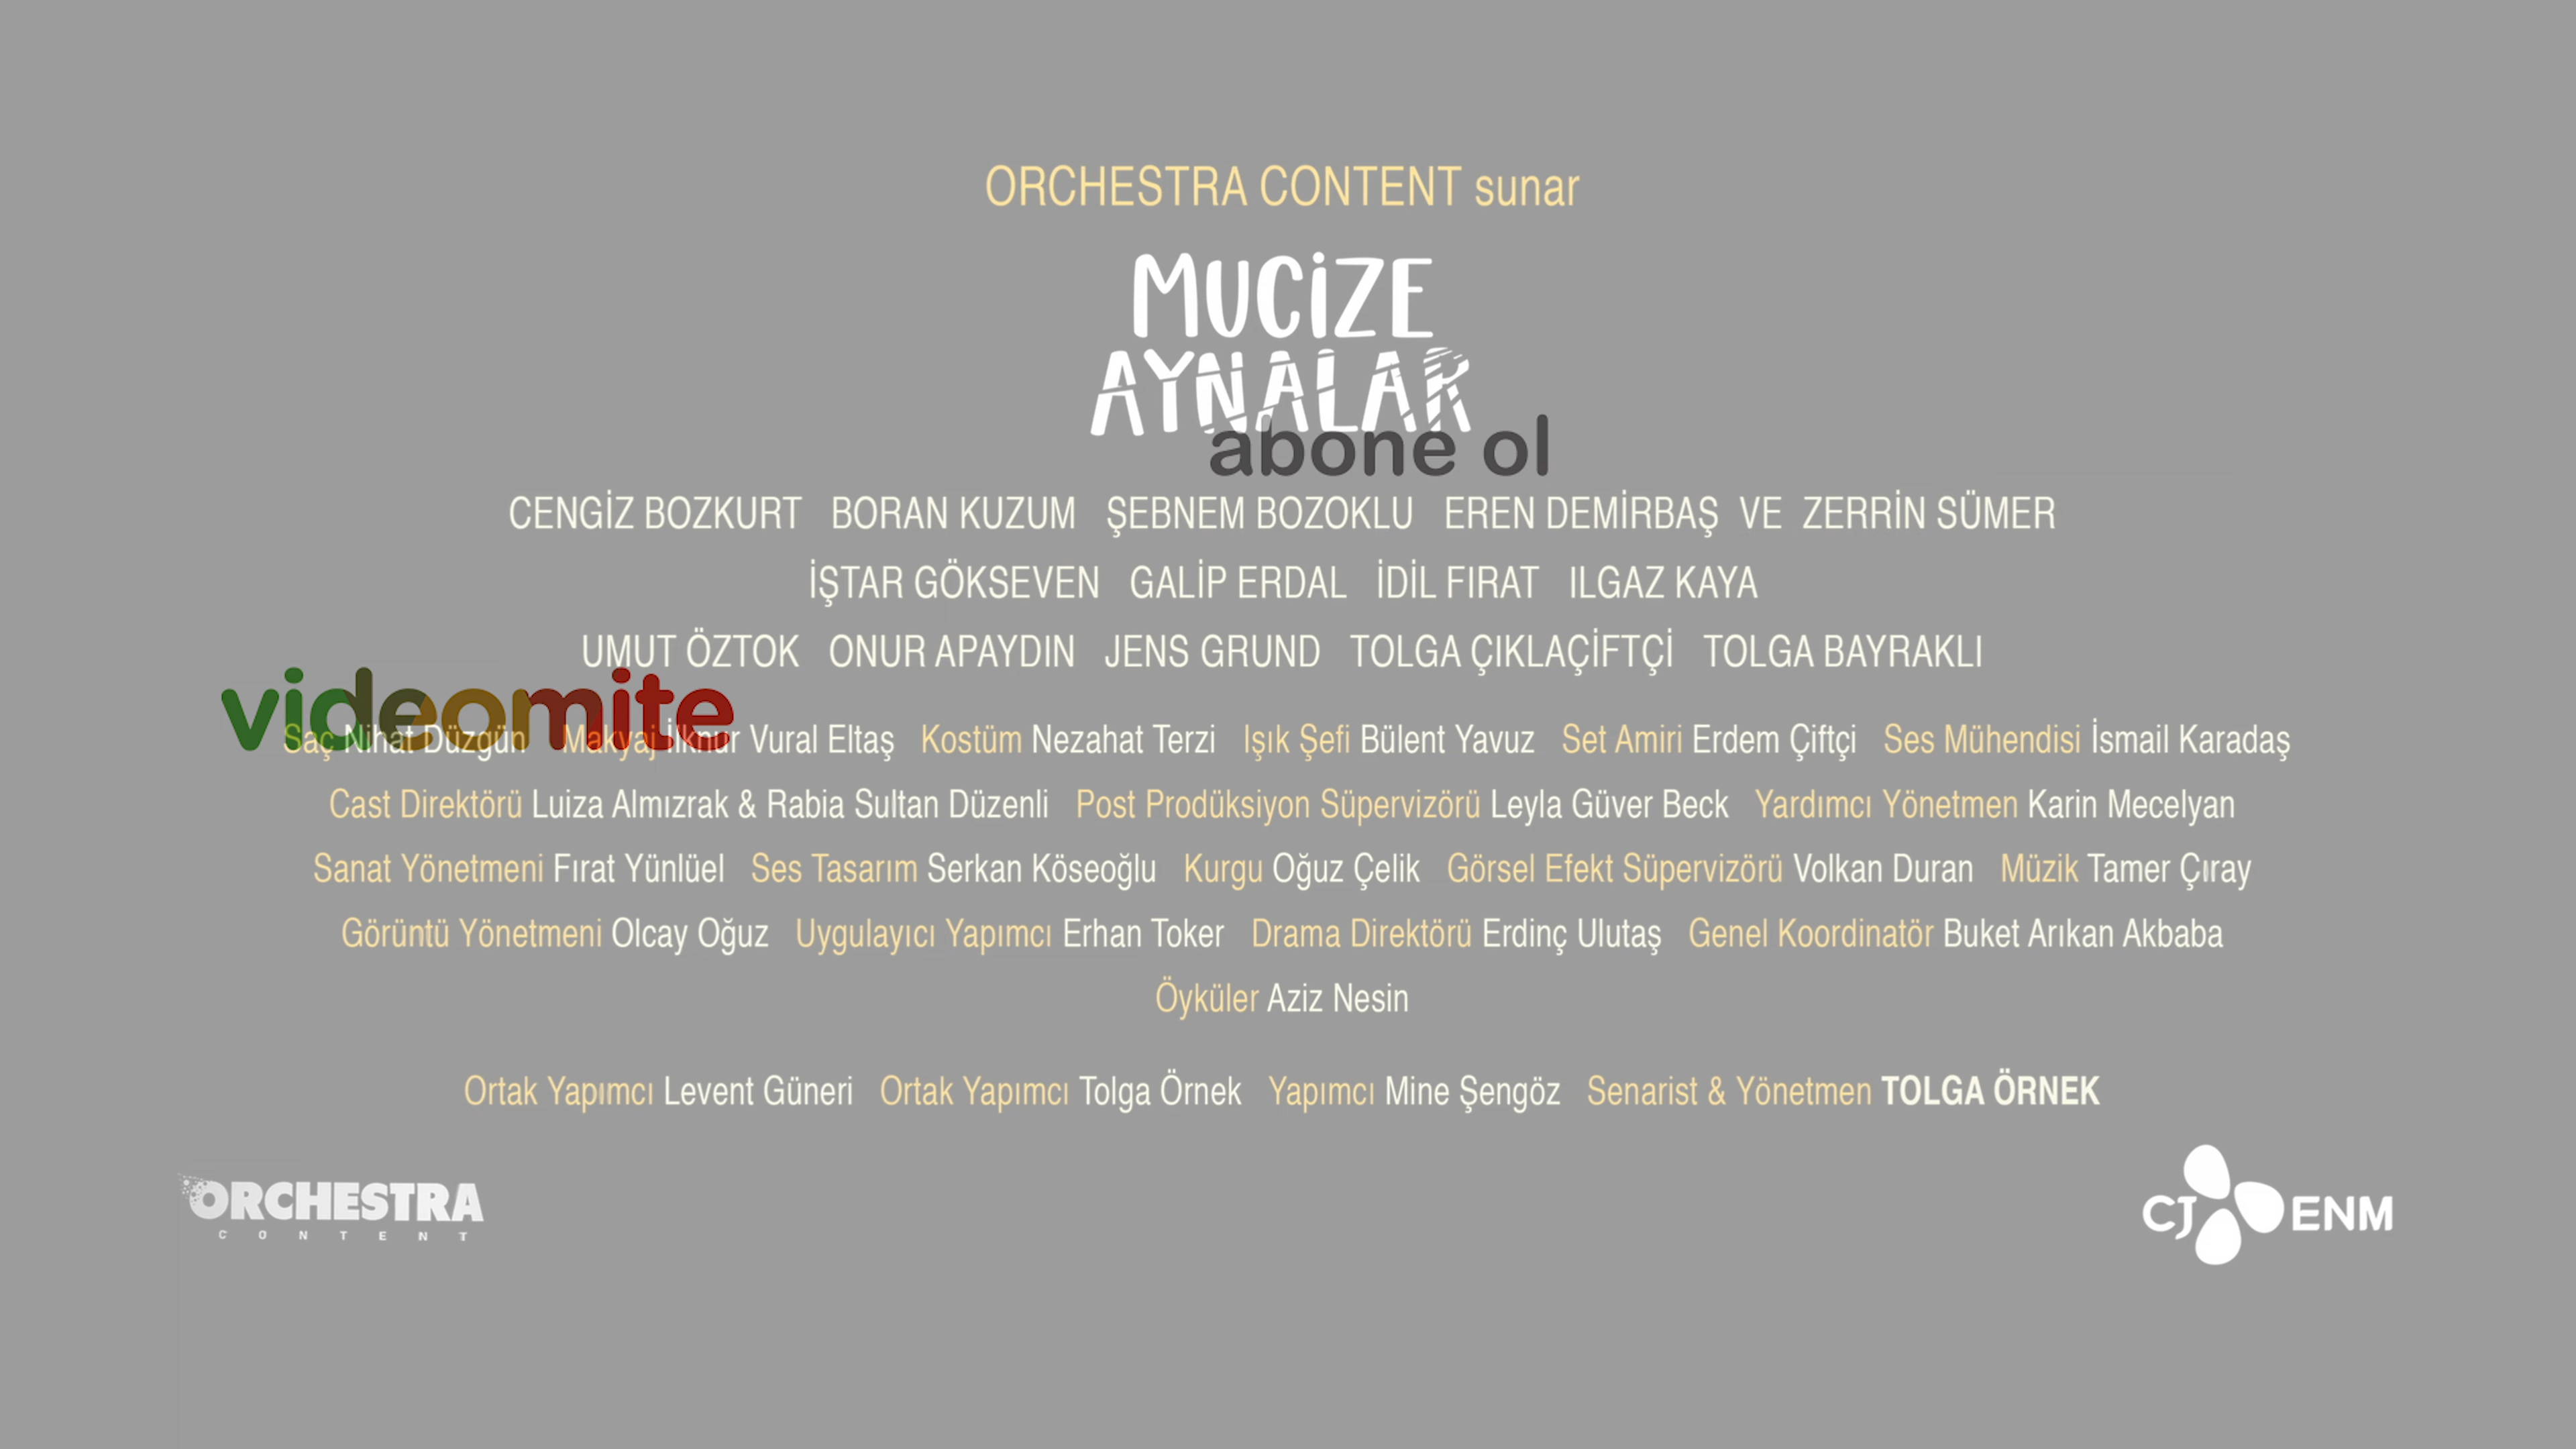 ORCHESTRA CONTENT sunar
MUCİZE
AYNALAR
abone ol
CENGİZ BOZKURT BORAN KUZUM ŞEBNEM BOZOKLU EREN DEMİRBAŞ VE ZERRİN SÜMER
İŞTAR GÖKSEVEN GALİP ERDAL İDİL FIRAT ILGAZ KAYA
UMUT ÖZTOK ONUR APAYDIN JENS GRUND TOLGA ÇIKLAÇİFTÇİ TOLGA BAYRAKLI
videomite
Saç Nihat Düzgün Makyaj İlknur Vural Eltaş Kostüm Nezahat Terzi Işık Şefi Bülent Yavuz Set Amiri Erdem Çiftçi Ses Mühendisi İsmail Karadaş
Cast Direktörü Luiza Almızrak & Rabia Sultan Düzenli Post Prodüksiyon Süpervizörü Leyla Güver Beck Yardımcı Yönetmen Karin Mecelyan
Sanat Yönetmeni Fırat Yünlüel Ses Tasarım Serkan Köseoğlu Kurgu Oğuz Çelik Görsel Efekt Süpervizörü Volkan Duran Müzik Tamer Çıray
Görüntü Yönetmeni Olcay Oğuz Uygulayıcı Yapımcı Erhan Toker Drama Direktörü Erdinç Ulutaş Genel Koordinatör Buket Arıkan Akbaba
Öyküler Aziz Nesin
Ortak Yapımcı Levent Güneri Ortak Yapımcı Tolga Örnek Yapımcı Mine Şengöz Senarist & Yönetmen TOLGA ÖRNEK
ORCHESTRA
CONTENT
CJ ENM